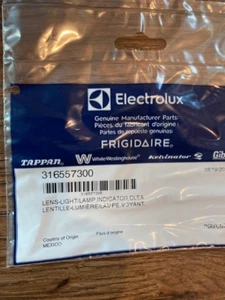 Electrolux
Genuine Manufacturer Parts
Pièces du fabricant d'origine
Partes de repuesto genuinas
FRIGIDAIRE
TAPPAN White-Westinghouse Kelvinator Gib
316557300
LENS-LIGHT/LAMP,INDICATOR,CLEA
LENTILLE-LUMIÈRE/LAMPE,VOYANT
Country of Origin
MEXICO